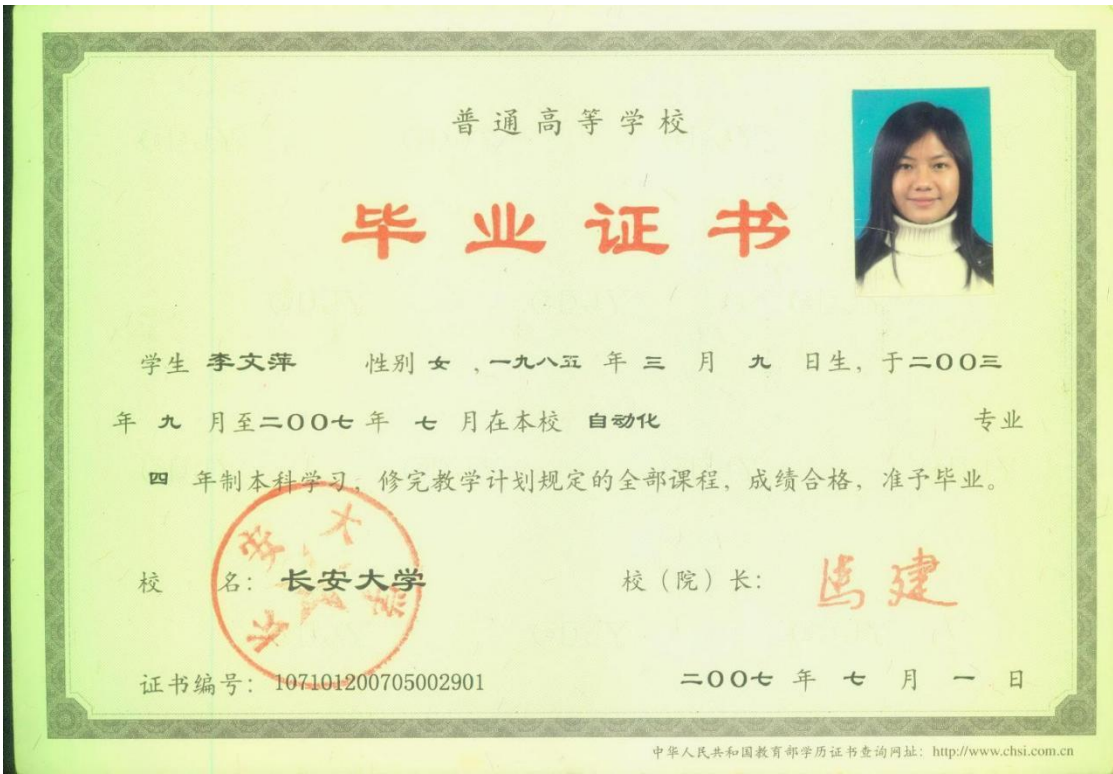 普通高等学校
毕业证书
学生 李文萍 性别 女 ，一九八五 年 三 月 九 日生，于二00三
年 九 月至二00七年 七 月在本校 自动化 专业
四 年制本科学习，修完教学计划规定的全部课程，成绩合格，准予毕业。
校 名： 长安大学 校（院）长： 马建
证书编号： 107101200705002901 二00七 年 七 月 一 日
中华人民共和国教育部学历证书查询网址：http://www.chsi.com.cn